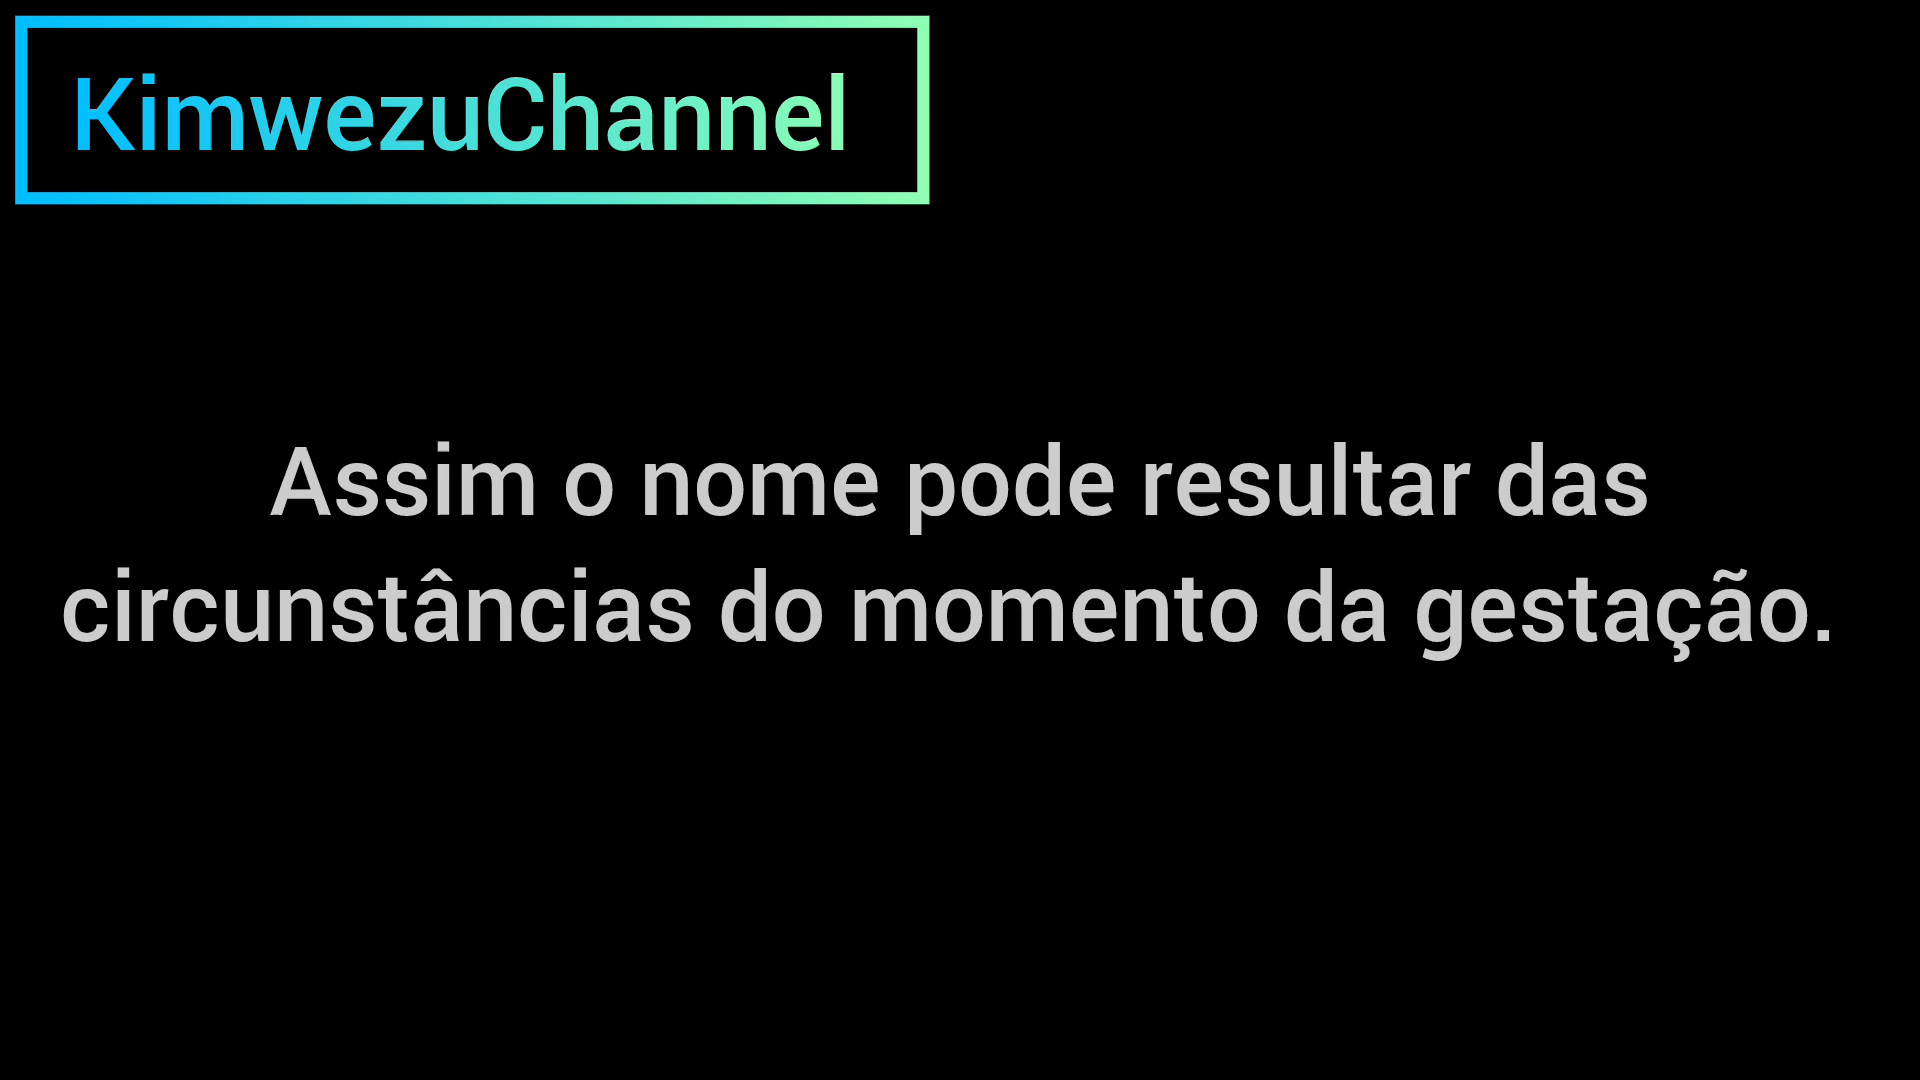 KimwezuChannel
Assim o nome pode resultar das
circunstâncias do momento da gestação.